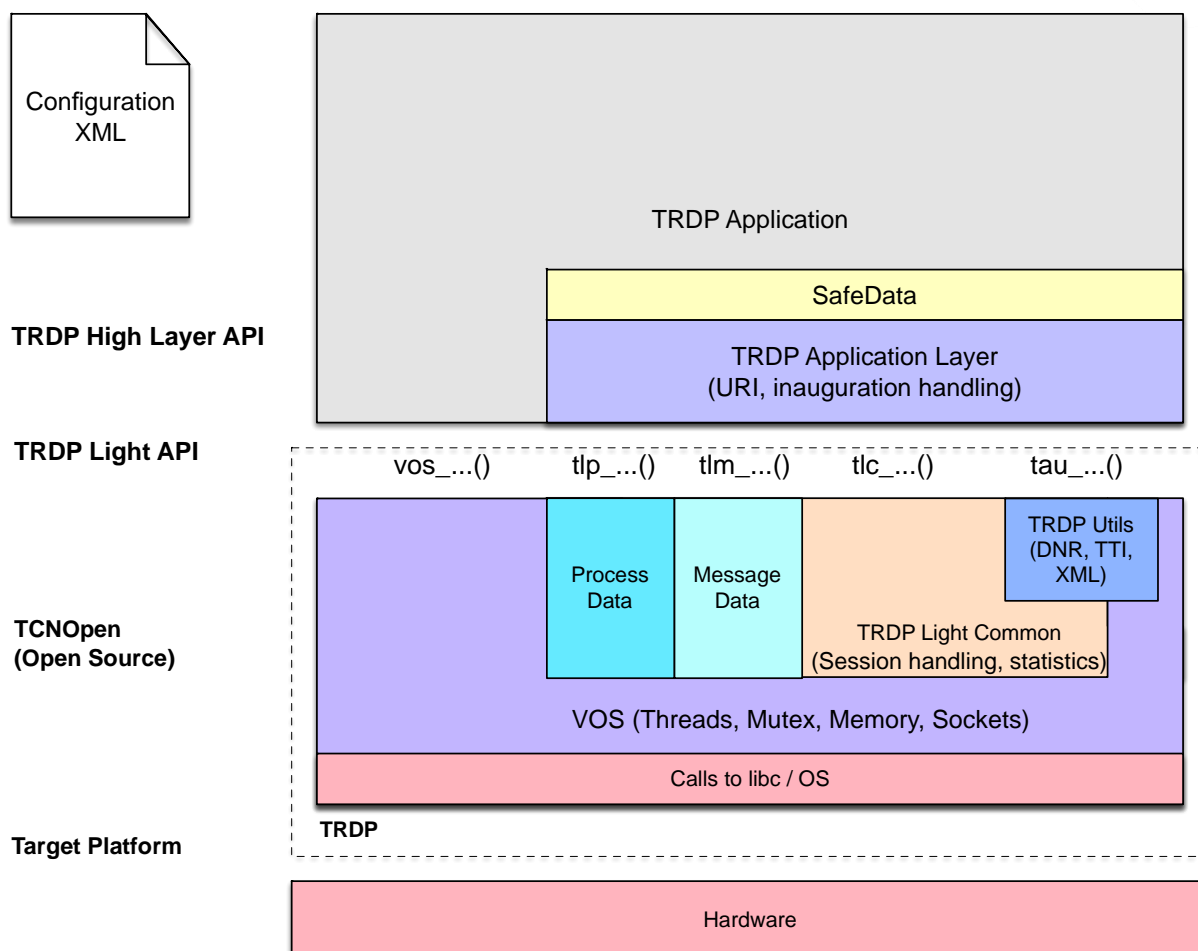 Configuration
XML
TRDP Application
SafeData
TRDP High Layer API
TRDP Application Layer
(URI, inauguration handling)
TRDP Light API
vos_...() tlp_...() tlm_...() tlc_...() tau_...()
TRDP Utils
(DNR, TTI,
XML)
Process
Data
Message
Data
TCNOpen
(Open Source)
TRDP Light Common
(Session handling, statistics)
VOS (Threads, Mutex, Memory, Sockets)
Calls to libc / OS
TRDP
Target Platform
Hardware